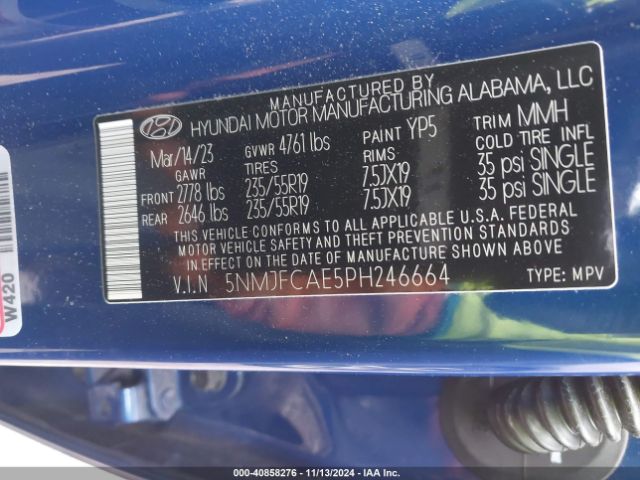 MANUFACTURED BY
HYUNDAI MOTOR MANUFACTURING ALABAMA, LLC
Mar/14/23 GVWR 4761 lbs PAINT YP5 TRIM MMH
GAWR TIRES RIMS COLD TIRE INFL
FRONT 2778 lbs 235/55R19 7.5JX19 35 psi SINGLE
REAR 2646 lbs 235/55R19 7.5JX19 35 psi SINGLE
THIS VEHICLE CONFORMS TO ALL APPLICABLE U.S.A. FEDERAL
MOTOR VEHICLE SAFETY AND THEFT PREVENTION STANDARDS
IN EFFECT ON THE DATE OF MANUFACTURE SHOWN ABOVE
V.I.N 5NMJFCAE5PH246664 TYPE: MPV
W420
000-40858276 - 11/13/2024 - IAA Inc.